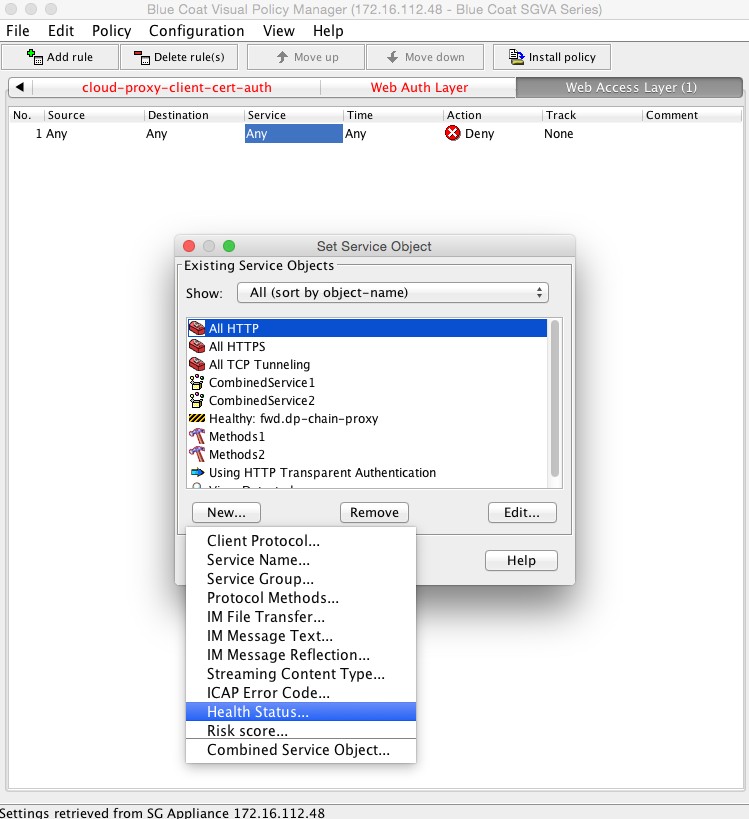 Blue Coat Visual Policy Manager (172.16.112.48 - Blue Coat SGVA Series)
File Edit Policy Configuration View Help
Add rule Delete rule(s) Move up Move down Install policy
cloud-proxy-client-cert-auth Web Auth Layer Web Access Layer (1)
No. Source Destination Service Time Action Track Comment
1 Any Any Any Any Deny None
Set Service Object
Existing Service Objects
Show: All (sort by object-name)
All HTTP
All HTTPS
All TCP Tunneling
CombinedService1
CombinedService2
Healthy: fwd.dp-chain-proxy
Methods1
Methods2
Using HTTP Transparent Authentication
New... Remove Edit...
Help
Client Protocol...
Service Name...
Service Group...
Protocol Methods...
IM File Transfer...
IM Message Text...
IM Message Reflection...
Streaming Content Type...
ICAP Error Code...
Health Status...
Risk score...
Combined Service Object...
Settings retrieved from SG Appliance 172.16.112.48